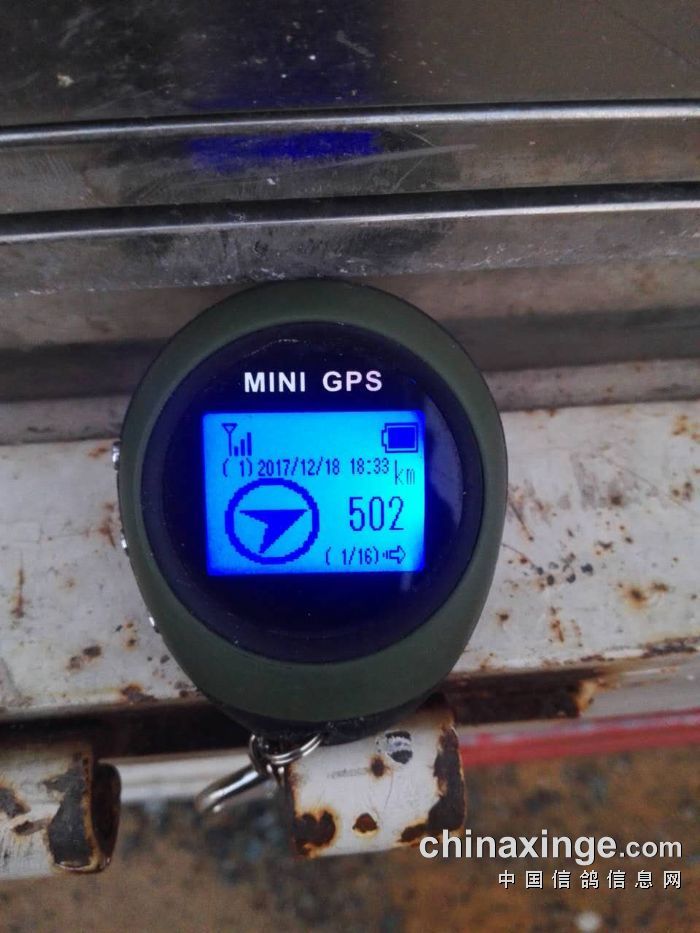 MINI GPS
( 1)2017/12/18 18:33
km
502
( 1/16)
chinaxinge.com
中国信鸽信息网